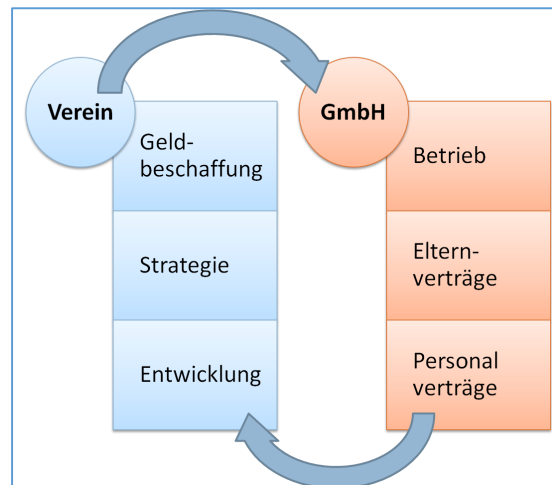 Verein
Geld-
beschaffung
Strategie
Entwicklung
GmbH
Betrieb
Eltern-
verträge
Personal
verträge